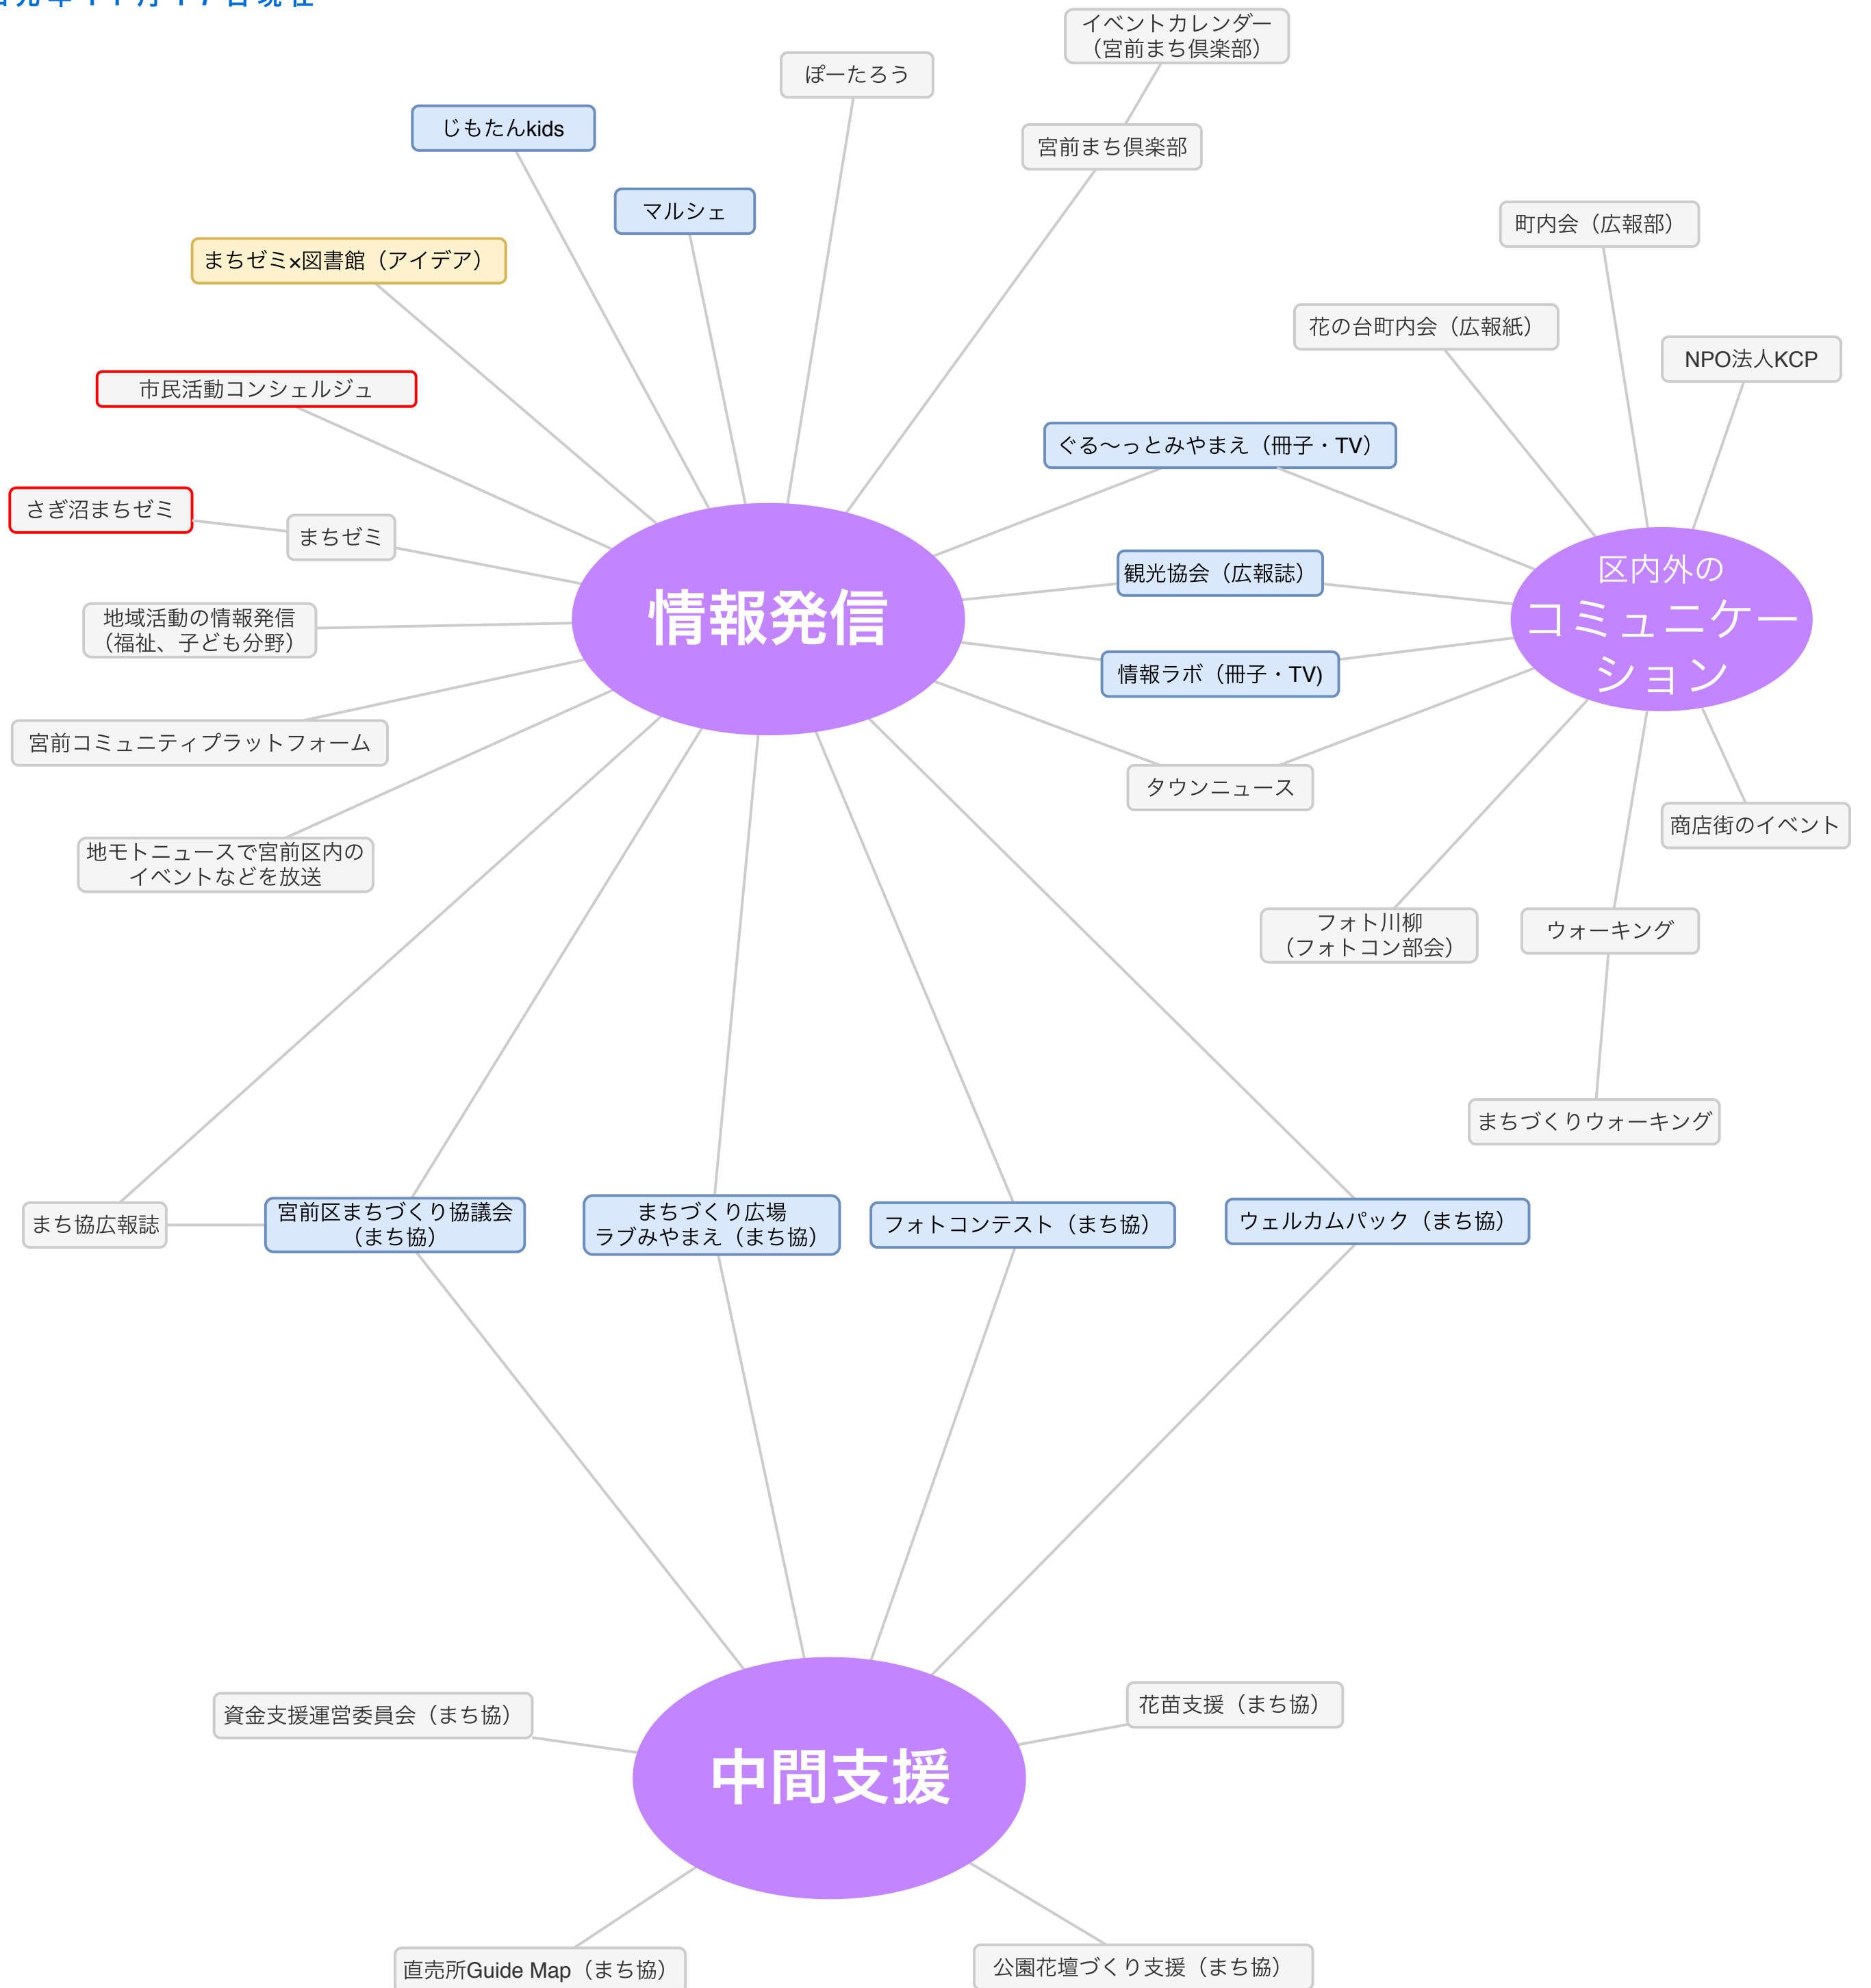 年11月17日現在
イベントカレンダー
（宮前まち倶楽部）
ぽーたろう
じもたんkids
宮前まち倶楽部
マルシェ
町内会（広報部）
まちゼミ×図書館（アイデア）
花の台町内会（広報紙）
NPO法人KCP
市民活動コンシェルジュ
ぐる〜っとみやまえ（冊子・TV）
さぎ沼まちゼミ
まちゼミ
観光協会（広報誌）
区内外の
コミュニケー
ション
情報発信
地域活動の情報発信
（福祉、子ども分野）
情報ラボ（冊子・TV)
宮前コミュニティプラットフォーム
タウンニュース
商店街のイベント
地モトニュースで宮前区内の
イベントなどを放送
フォト川柳
（フォトコン部会）
ウォーキング
まちづくりウォーキング
まち協広報誌
宮前区まちづくり協議会
（まち協）
まちづくり広場
ラブみやまえ（まち協）
フォトコンテスト（まち協）
ウェルカムパック（まち協）
資金支援運営委員会（まち協）
花苗支援（まち協）
中間支援
直売所Guide Map（まち協）
公園花壇づくり支援（まち協）